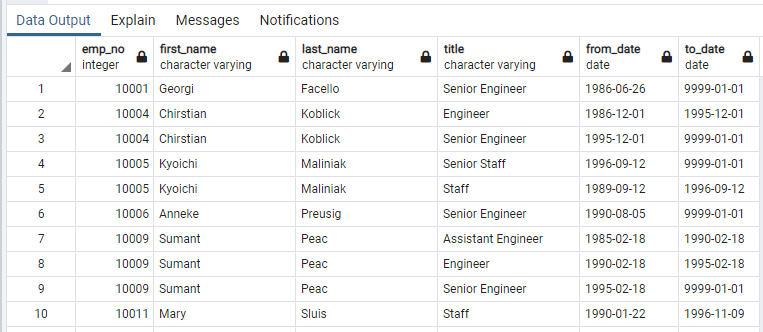 Data Output Explain Messages Notifications
emp_no first_name last_name title from_date to_date
integer character varying character varying character varying date date
1 10001 Georgi Facello Senior Engineer 1986-06-26 9999-01-01
2 10004 Chirstian Koblick Engineer 1986-12-01 1995-12-01
3 10004 Chirstian Koblick Senior Engineer 1995-12-01 9999-01-01
4 10005 Kyoichi Maliniak Senior Staff 1996-09-12 9999-01-01
5 10005 Kyoichi Maliniak Staff 1989-09-12 1996-09-12
6 10006 Anneke Preusig Senior Engineer 1990-08-05 9999-01-01
7 10009 Sumant Peac Assistant Engineer 1985-02-18 1990-02-18
8 10009 Sumant Peac Engineer 1990-02-18 1995-02-18
9 10009 Sumant Peac Senior Engineer 1995-02-18 9999-01-01
10 10011 Mary Sluis Staff 1990-01-22 1996-11-09